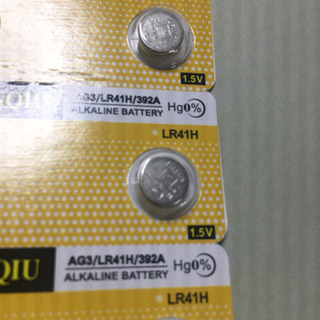 1.5V
QIU
AG3/LR41H/392A
ALKALINE BATTERY
Hg0%
LR41H
1.5V
QIU
AG3/LR41H/392A
ALKALINE BATTERY
Hg0%
LR41H